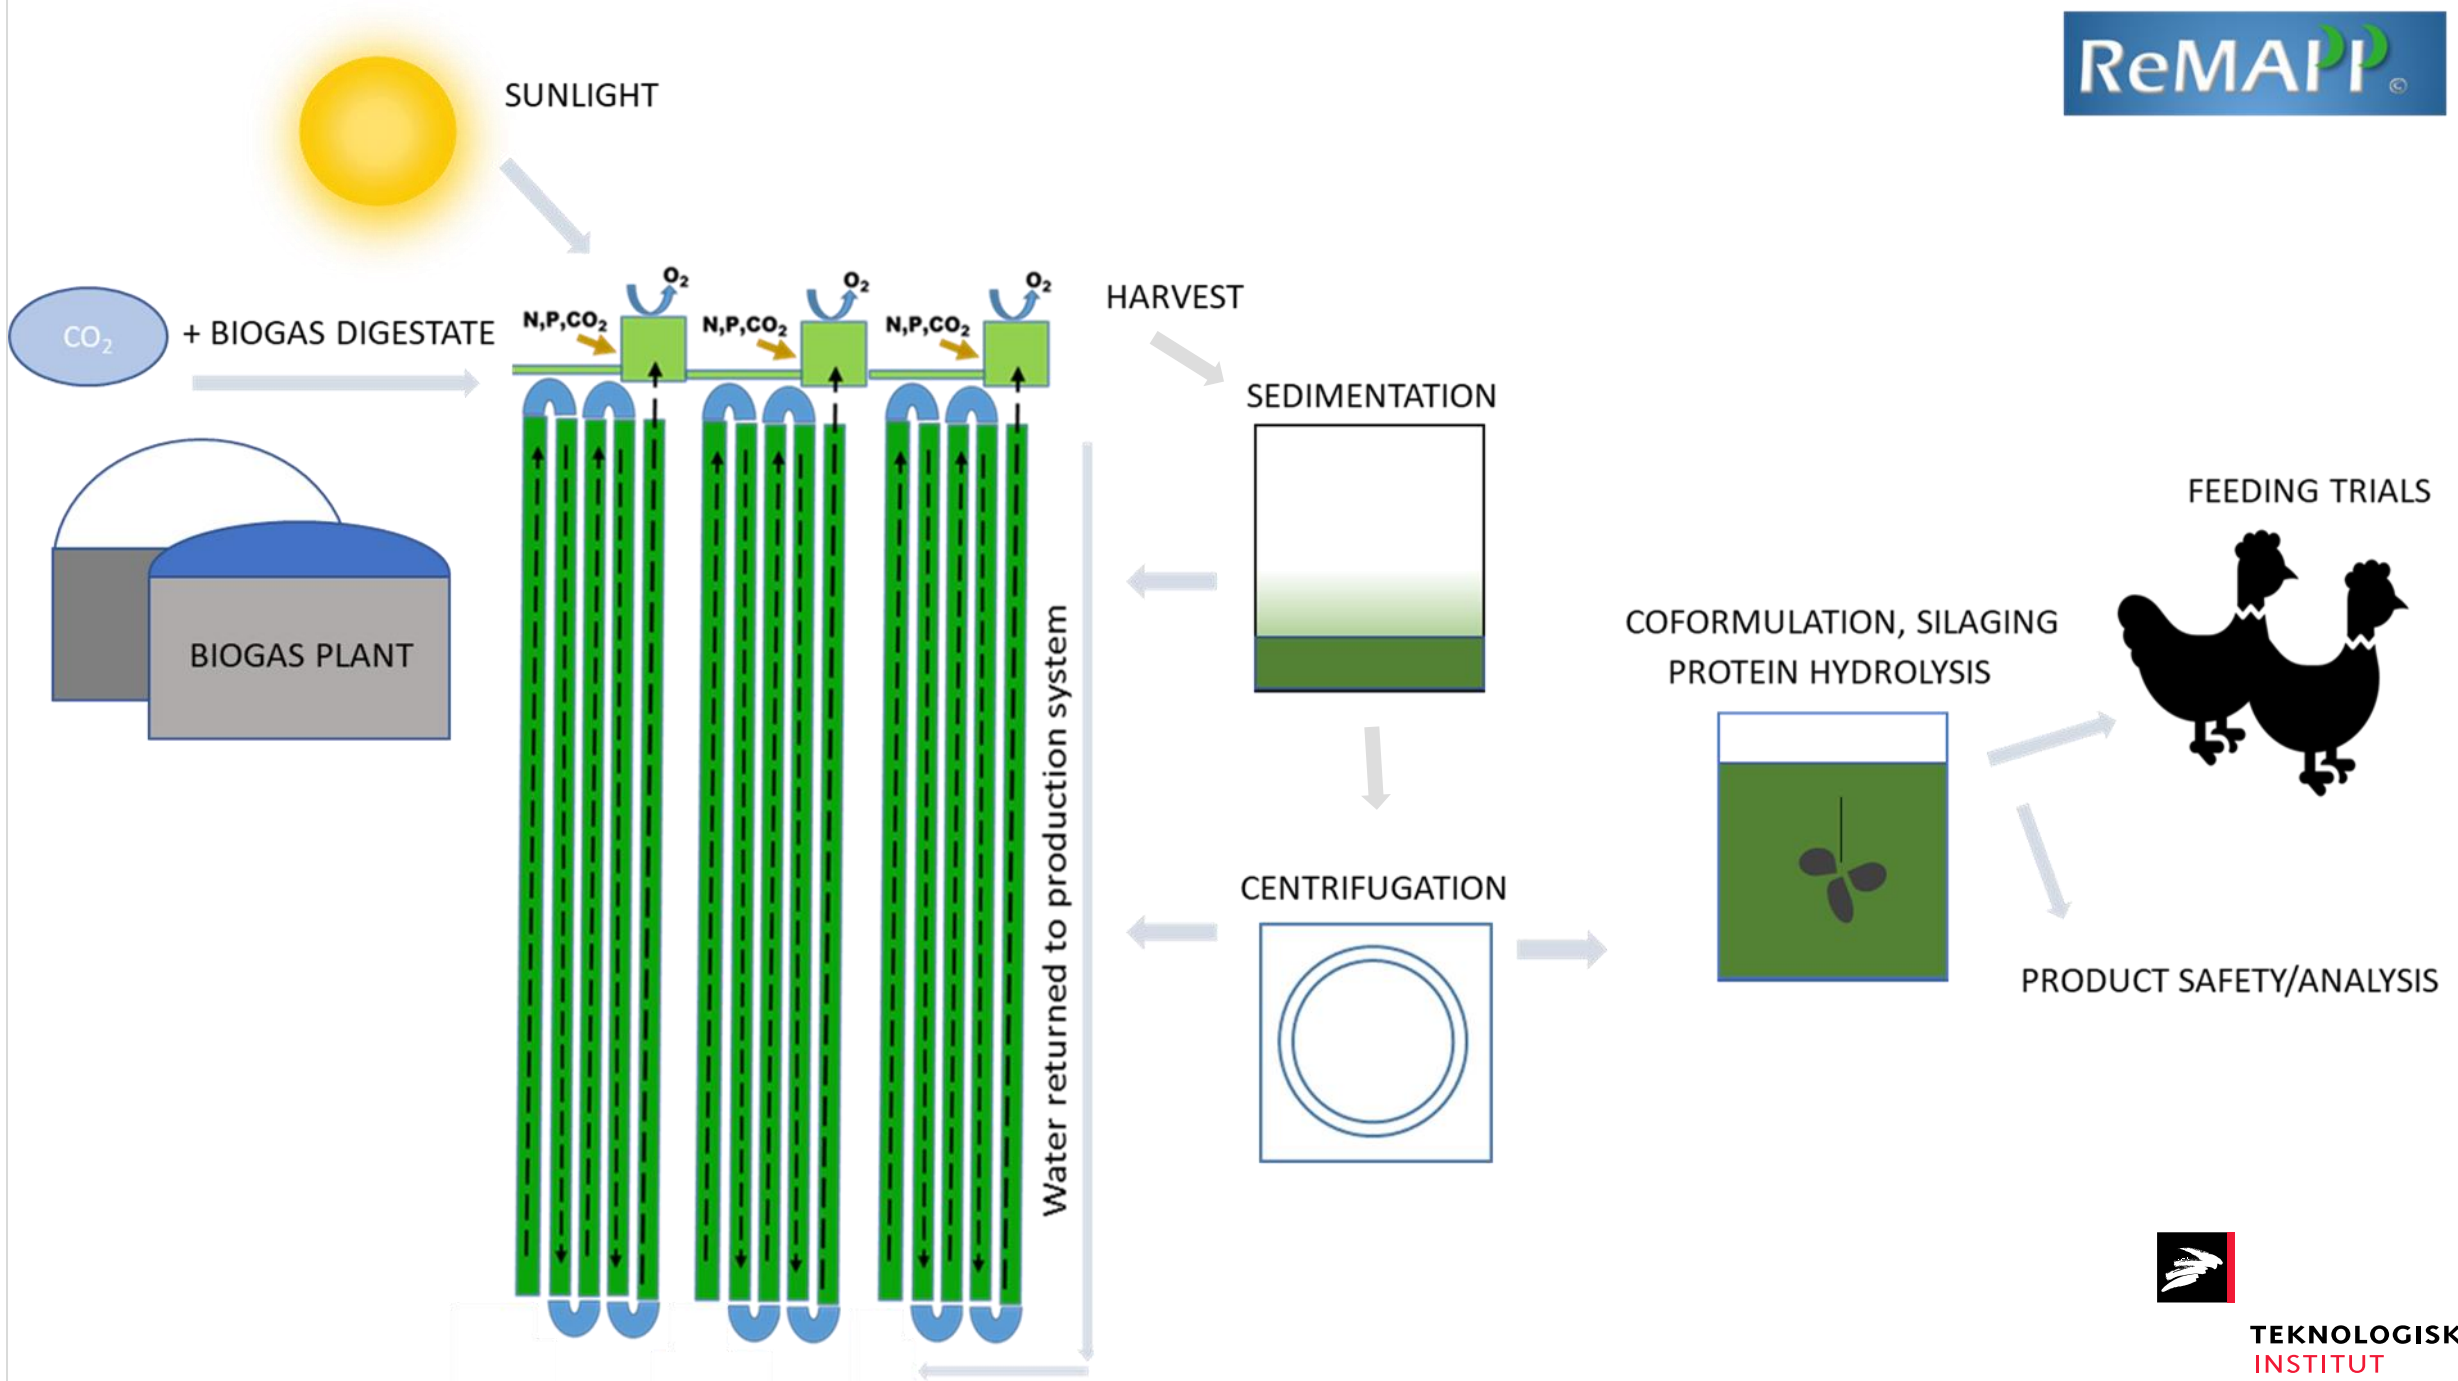 ReMAPP©
SUNLIGHT
CO₂
+ BIOGAS DIGESTATE
BIOGAS PLANT
N,P,CO₂
O₂
N,P,CO₂
O₂
N,P,CO₂
O₂
Water returned to production system
HARVEST
SEDIMENTATION
CENTRIFUGATION
COFORMULATION, SILAGING
PROTEIN HYDROLYSIS
FEEDING TRIALS
PRODUCT SAFETY/ANALYSIS
TEKNOLOGISK
INSTITUT